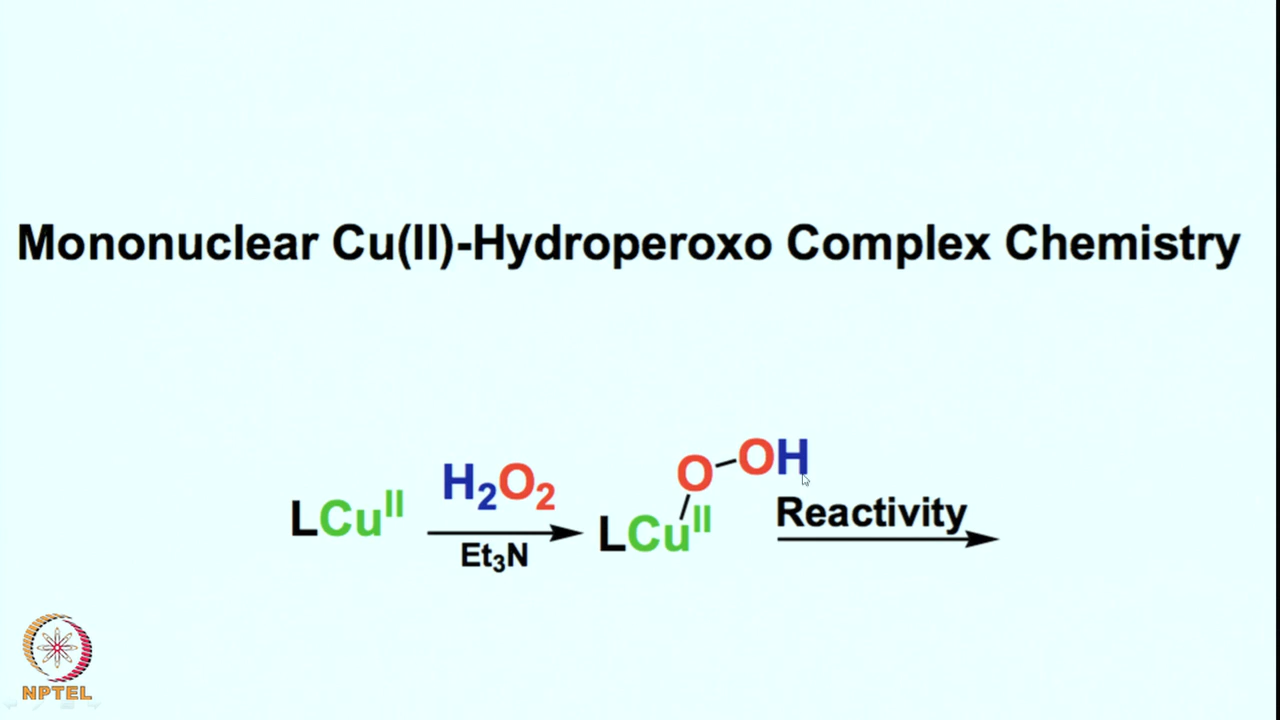 Mononuclear Cu(II)-Hydroperoxo Complex Chemistry
LCuᴵᴵ
H₂O₂
Et₃N
LCuᴵᴵ
O-OH
Reactivity
NPTEL